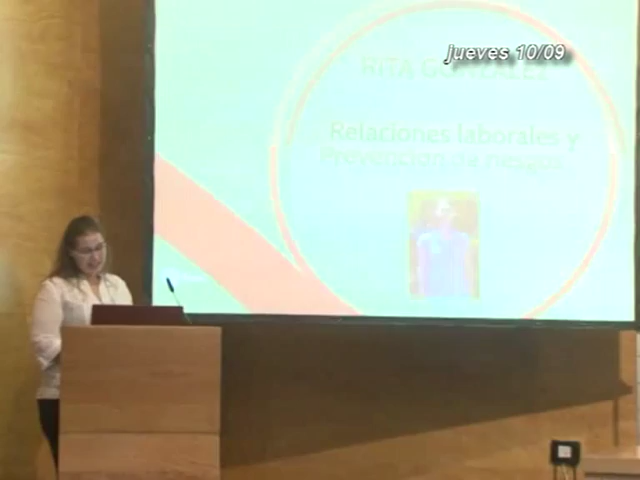 jueves 10/09
RITA GONZALEZ
Relaciones laborales y
Prevención de riesgos